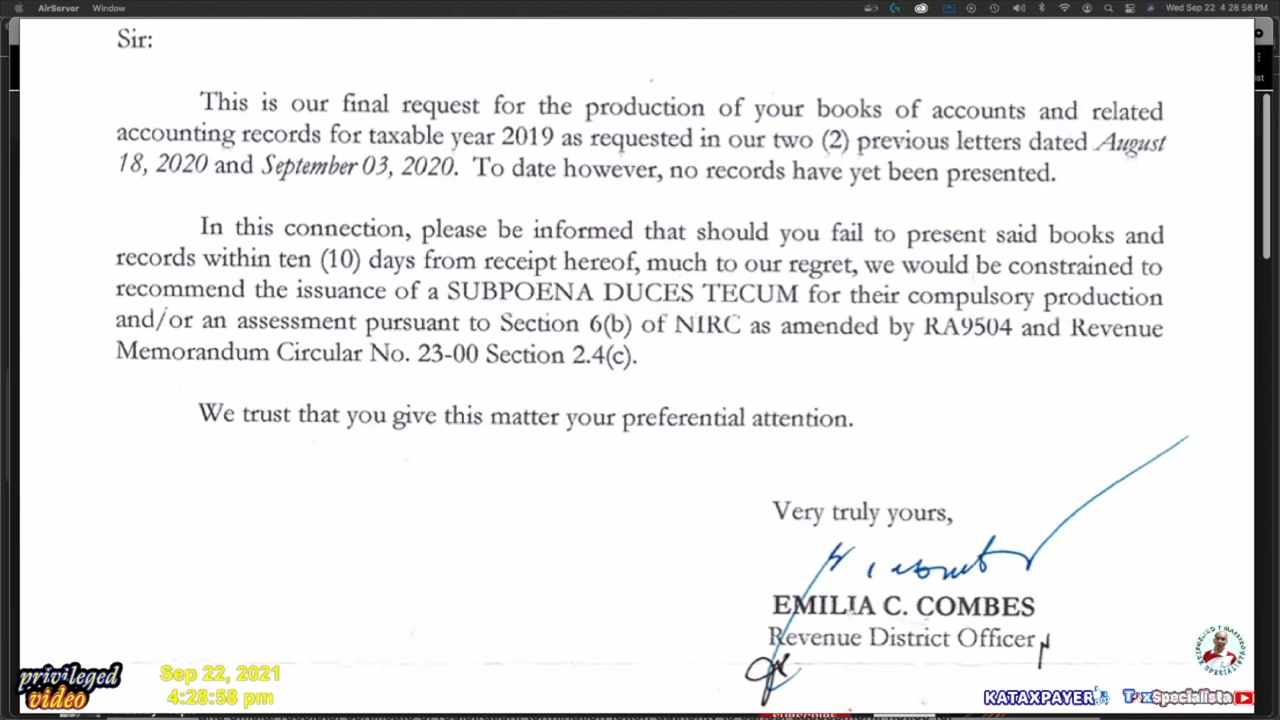 AirServer Window
Wed Sep 22 4:28:58 PM
Sir:
This is our final request for the production of your books of accounts and related
accounting records for taxable year 2019 as requested in our two (2) previous letters dated August
18, 2020 and September 03, 2020. To date however, no records have yet been presented.
In this connection, please be informed that should you fail to present said books and
records within ten (10) days from receipt hereof, much to our regret, we would be constrained to
recommend the issuance of a SUBPOENA DUCES TECUM for their compulsory production
and/or an assessment pursuant to Section 6(b) of NIRC as amended by RA9504 and Revenue
Memorandum Circular No. 23-00 Section 2.4(c).
We trust that you give this matter your preferential attention.
Very truly yours,
EMILIA C. COMBES
Revenue District Officer
privileged
video
Sep 22, 2021
4:28:58 pm
KATAXPAYER
TaxSpecialista